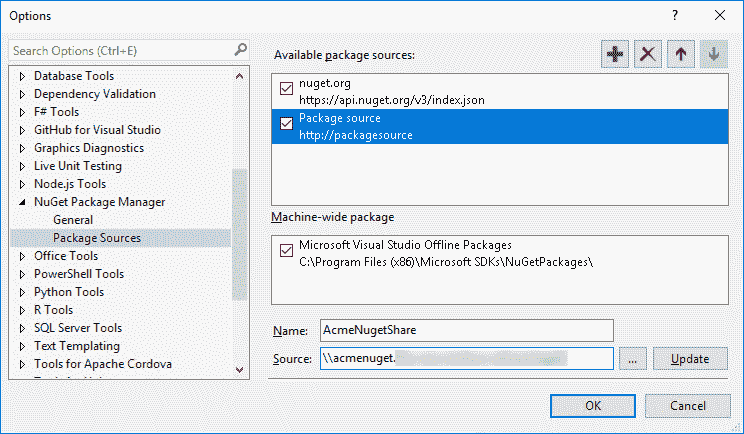 Options
Search Options (Ctrl+E)
Database Tools
Dependency Validation
F# Tools
GitHub for Visual Studio
Graphics Diagnostics
Live Unit Testing
Node.js Tools
NuGet Package Manager
General
Package Sources
Office Tools
PowerShell Tools
Python Tools
R Tools
SQL Server Tools
Text Templating
Tools for Apache Cordova
Available package sources:
nuget.org
https://api.nuget.org/v3/index.json
Package source
http://packagesource
Machine-wide package
Microsoft Visual Studio Offline Packages
C:\Program Files (x86)\Microsoft SDKs\NuGetPackages\
Name: AcmeNugetShare
Source: \\acmenuget. ... Update
OK Cancel